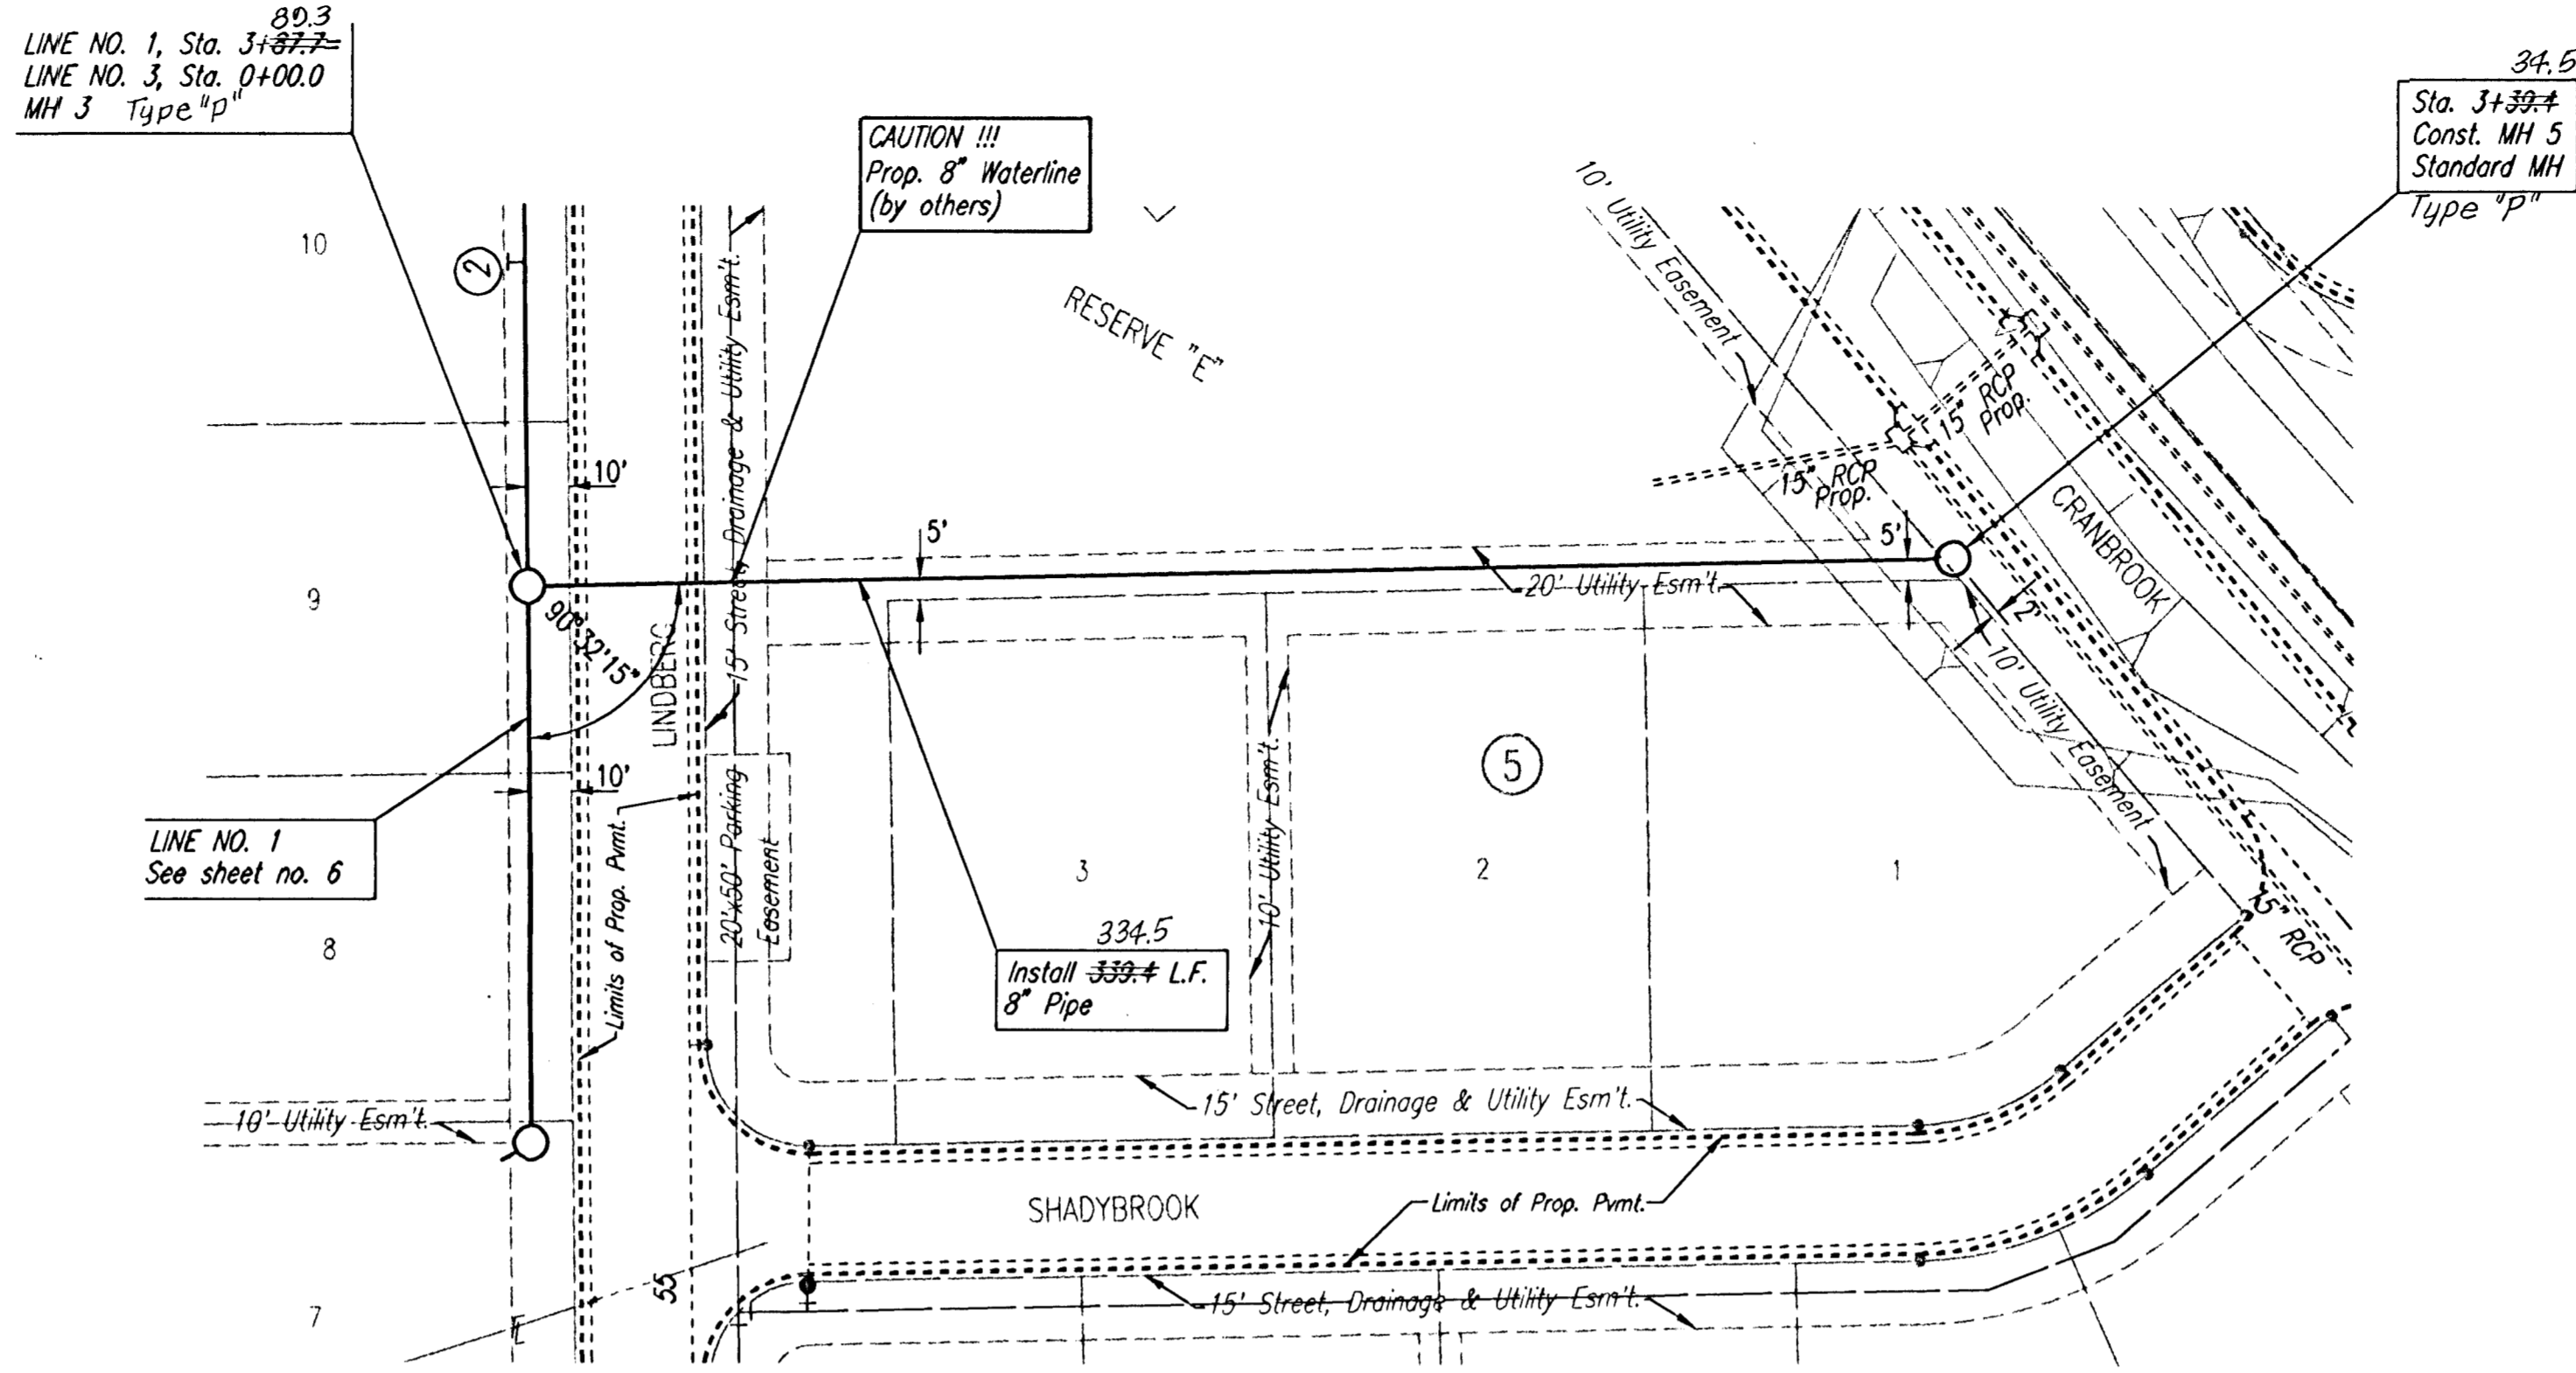 89.3
LINE NO. 1, Sta. 3+87.7
LINE NO. 3, Sta. 0+00.0
MH 3 Type "P"
CAUTION !!!
Prop. 8" Waterline
(by others)
34.5
Sta. 3+39.4
Const. MH 5
Standard MH
Type "P"
10
2
15' Street, Drainage & Utility Esm't.
RESERVE "E"
10' Utility Easement
15" RCP
Prop.
15" RCP
Prop.
CRANBROOK
10'
5'
5'
9
90°32'15"
LINDBERG
20' Utility Esm't.
2'
10' Utility Easement
10'
LINE NO. 1
See sheet no. 6
Limits of Prop. Pvmt.
20'x50' Parking
Easement
10' Utility Esm't.
5
3
2
1
8
334.5
Install 339.4 L.F.
8" Pipe
15" RCP
10' Utility Esm't.
15' Street, Drainage & Utility Esm't.
SHADYBROOK
Limits of Prop. Pvmt.
55
15' Street, Drainage & Utility Esm't.
7